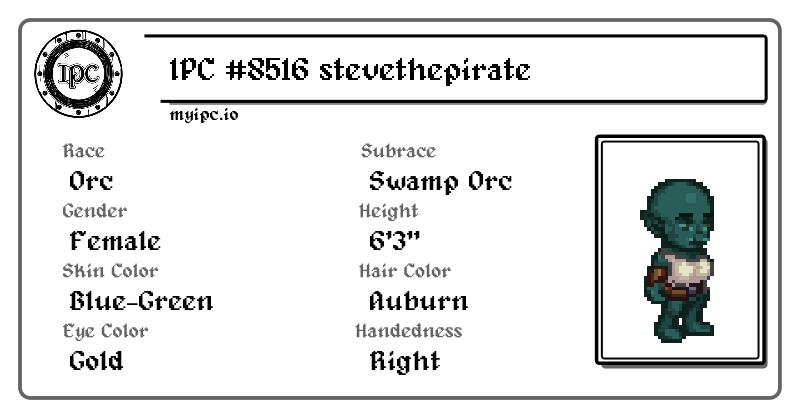 IPC
IPC #8516 stevethepirate
myipc.io
Race
Orc
Subrace
Swamp Orc
Gender
Female
Height
6'3"
Skin Color
Blue-Green
Hair Color
Auburn
Eye Color
Gold
Handedness
Right